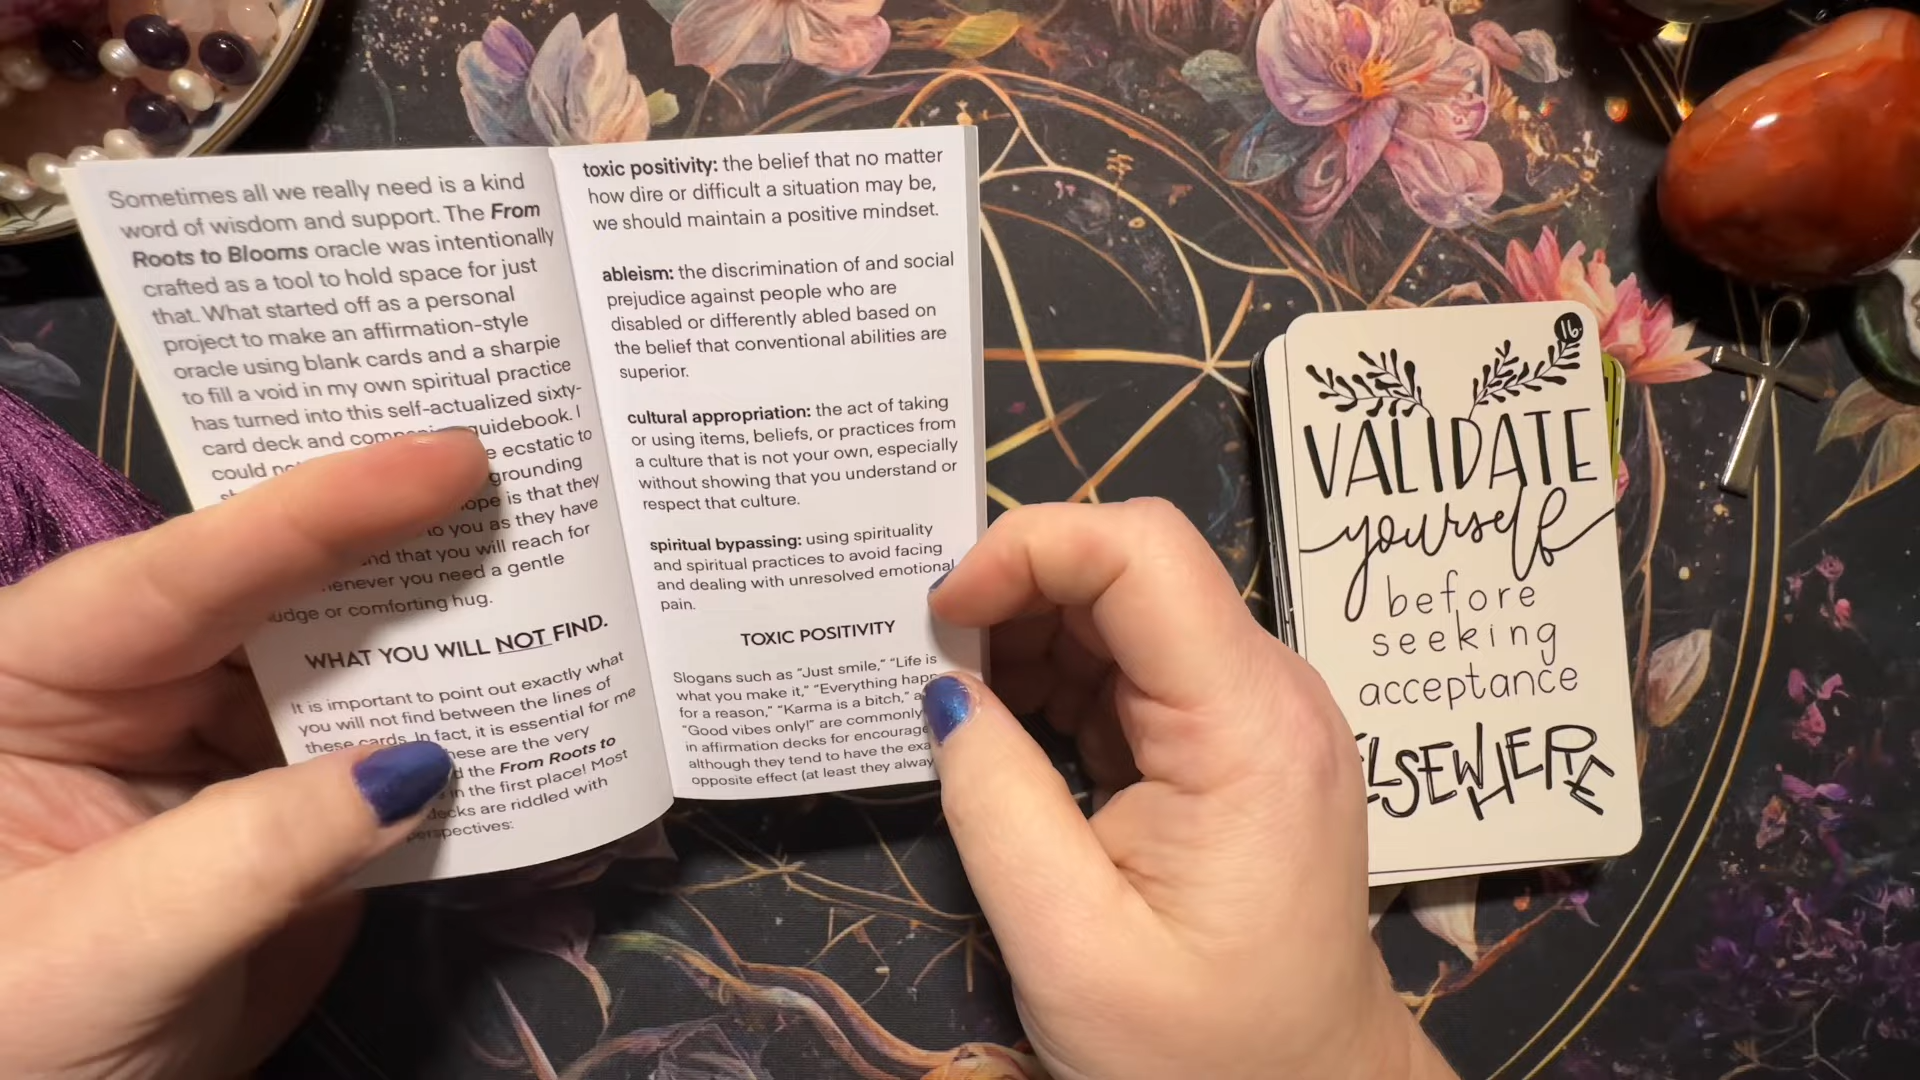 Sometimes all we really need is a kind
word of wisdom and support. The From
Roots to Blooms oracle was intentionally
crafted as a tool to hold space for just
that. What started off as a personal
project to make an affirmation-style
oracle using blank cards and a sharpie
to fill a void in my own spiritual practice
has turned into this self-actualized sixty-
card deck and guidebook. I
could ecstatic to
grounding
is that they
to you as they have
and that you will reach for
whenever you need a gentle
nudge or comforting hug.
WHAT YOU WILL NOT FIND.
It is important to point out exactly what
you will not find between the lines of
these cards. In fact, it is essential for me
these are the very
the From Roots to
in the first place! Most
decks are riddled with
perspectives:
toxic positivity: the belief that no matter
how dire or difficult a situation may be,
we should maintain a positive mindset.
ableism: the discrimination of and social
prejudice against people who are
disabled or differently abled based on
the belief that conventional abilities are
superior.
cultural appropriation: the act of taking
or using items, beliefs, or practices from
a culture that is not your own, especially
without showing that you understand or
respect that culture.
spiritual bypassing: using spirituality
and spiritual practices to avoid facing
and dealing with unresolved emotional
pain.
TOXIC POSITIVITY
Slogans such as "Just smile," "Life is
what you make it," "Everything
for a reason," "Karma is a bitch,"
"Good vibes only!" are commonly
in affirmation decks for
although they tend to have the
opposite effect (at least they
16
VALIDATE
yourself
before
seeking
acceptance
ELSEWHERE